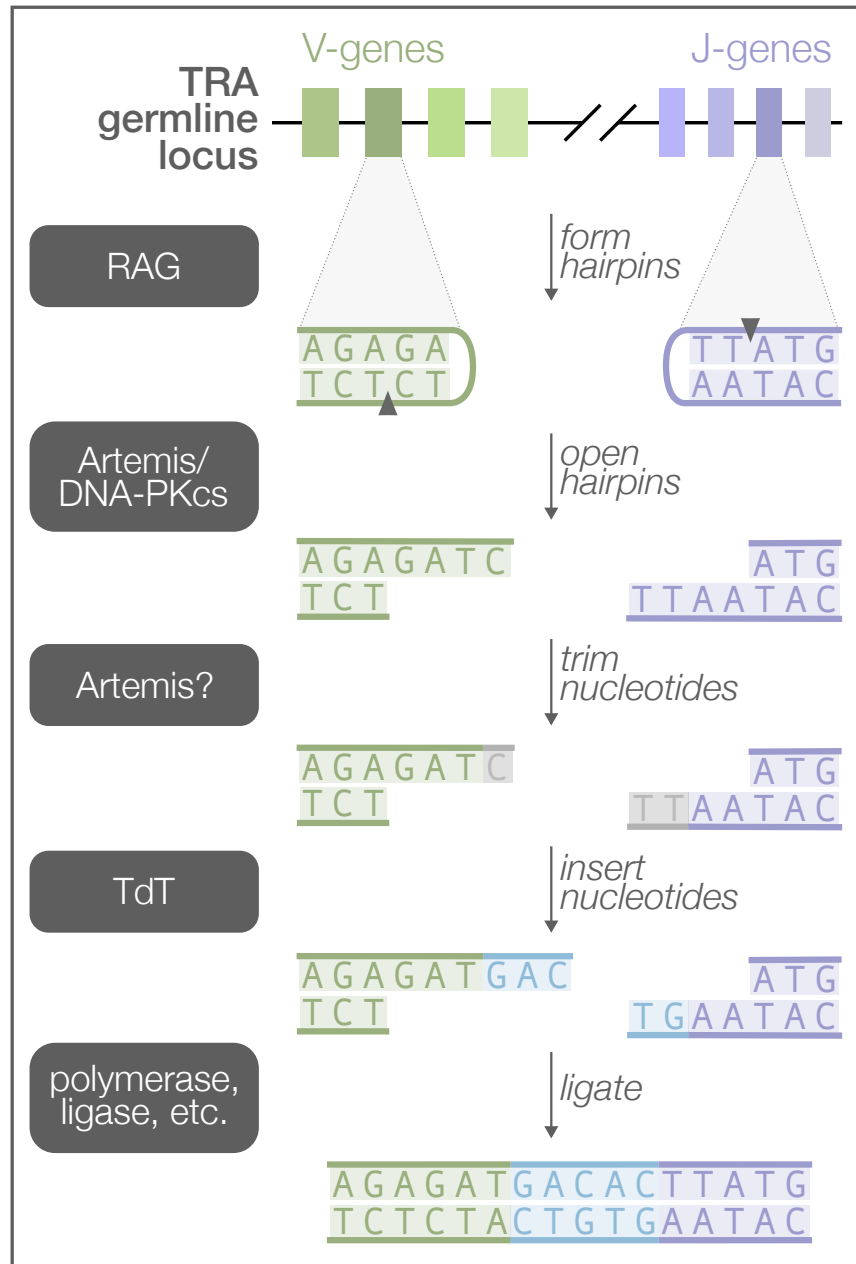 V-genes
J-genes
TRA
germline
locus
RAG
form
hairpins
AGAGA
TCTCT
TTATG
AATAC
Artemis/
DNA-PKcs
open
hairpins
AGAGATC
TCT
ATG
TTAATAC
Artemis?
trim
nucleotides
AGAGATC
TCT
ATG
TTAATAC
TdT
insert
nucleotides
AGAGATGAC
TCT
ATG
TGAATAC
polymerase,
ligase, etc.
ligate
AGAGATGACACTTATG
TCTCTACTGTGAATAC